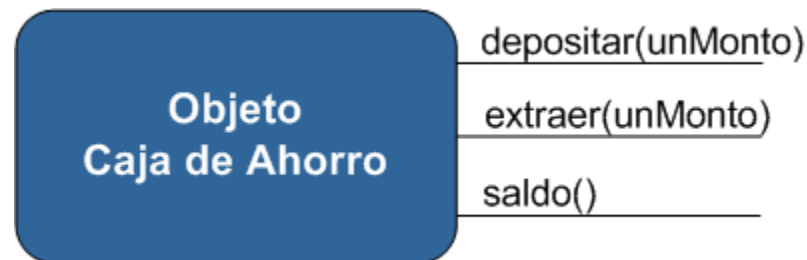 Objeto
Caja de Ahorro
depositar(unMonto)
extraer(unMonto)
saldo()